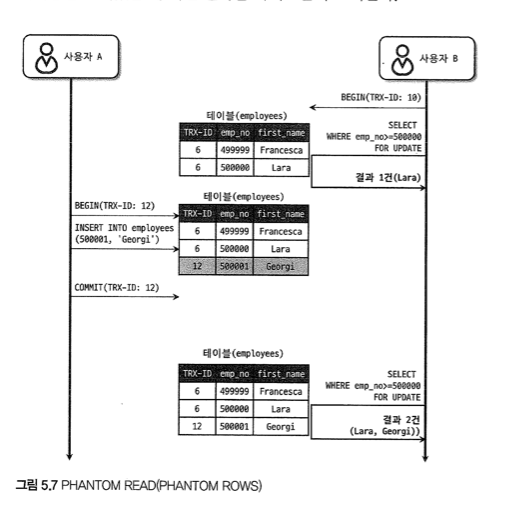 사용자 A
사용자 B
BEGIN(TRX-ID: 10)
테이블(employees)
TRX-ID emp_no first_name
6 499999 Francesca
6 500000 Lara
SELECT
WHERE emp_no>=500000
FOR UPDATE
결과 1건(Lara)
BEGIN(TRX-ID: 12)
INSERT INTO employees
(500001, 'Georgi')
테이블(employees)
TRX-ID emp_no first_name
6 499999 Francesca
6 500000 Lara
12 500001 Georgi
COMMIT(TRX-ID: 12)
테이블(employees)
TRX-ID emp_no first_name
6 499999 Francesca
6 500000 Lara
12 500001 Georgi
SELECT
WHERE emp_no>=500000
FOR UPDATE
결과 2건
(Lara, Georgi))
그림 5.7 PHANTOM READ(PHANTOM ROWS)